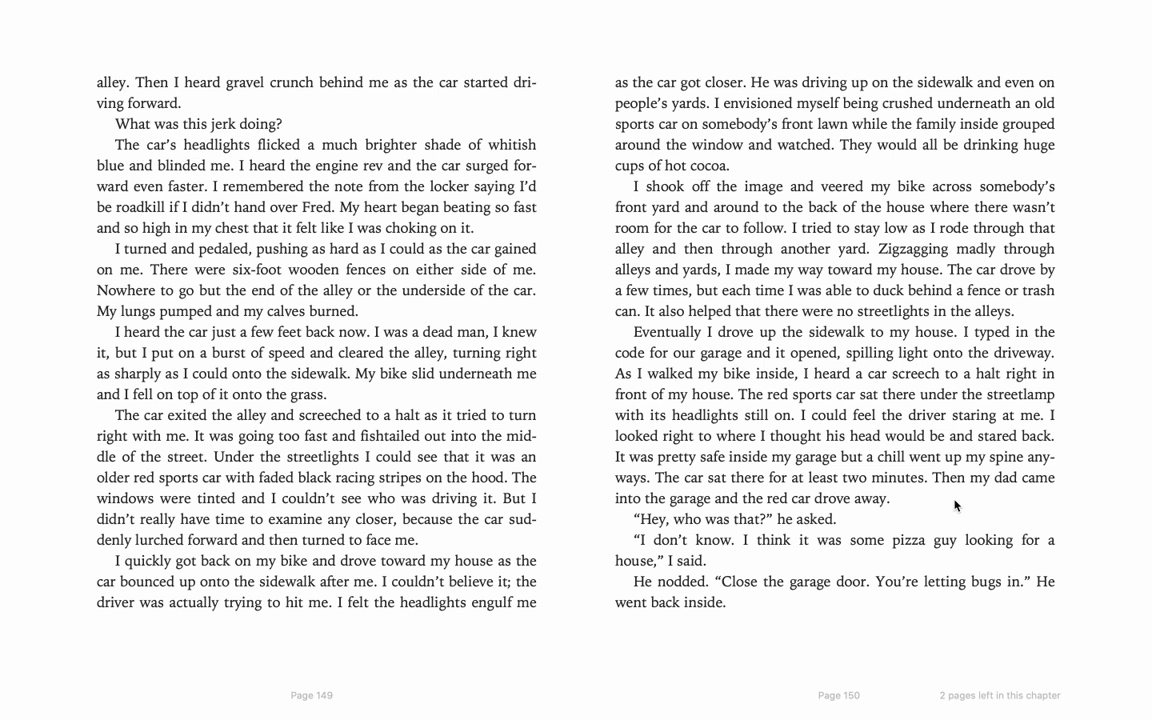 alley. Then I heard gravel crunch behind me as the car started dri-
ving forward.
What was this jerk doing?
The car’s headlights flicked a much brighter shade of whitish
blue and blinded me. I heard the engine rev and the car surged for-
ward even faster. I remembered the note from the locker saying I’d
be roadkill if I didn’t hand over Fred. My heart began beating so fast
and so high in my chest that it felt like I was choking on it.
I turned and pedaled, pushing as hard as I could as the car gained
on me. There were six-foot wooden fences on either side of me.
Nowhere to go but the end of the alley or the underside of the car.
My lungs pumped and my calves burned.
I heard the car just a few feet back now. I was a dead man, I knew
it, but I put on a burst of speed and cleared the alley, turning right
as sharply as I could onto the sidewalk. My bike slid underneath me
and I fell on top of it onto the grass.
The car exited the alley and screeched to a halt as it tried to turn
right with me. It was going too fast and fishtailed out into the mid-
dle of the street. Under the streetlights I could see that it was an
older red sports car with faded black racing stripes on the hood. The
windows were tinted and I couldn’t see who was driving it. But I
didn’t really have time to examine any closer, because the car sud-
denly lurched forward and then turned to face me.
I quickly got back on my bike and drove toward my house as the
car bounced up onto the sidewalk after me. I couldn’t believe it; the
driver was actually trying to hit me. I felt the headlights engulf me
Page 149
as the car got closer. He was driving up on the sidewalk and even on
people’s yards. I envisioned myself being crushed underneath an old
sports car on somebody’s front lawn while the family inside grouped
around the window and watched. They would all be drinking huge
cups of hot cocoa.
I shook off the image and veered my bike across somebody’s
front yard and around to the back of the house where there wasn’t
room for the car to follow. I tried to stay low as I rode through that
alley and then through another yard. Zigzagging madly through
alleys and yards, I made my way toward my house. The car drove by
a few times, but each time I was able to duck behind a fence or trash
can. It also helped that there were no streetlights in the alleys.
Eventually I drove up the sidewalk to my house. I typed in the
code for our garage and it opened, spilling light onto the driveway.
As I walked my bike inside, I heard a car screech to a halt right in
front of my house. The red sports car sat there under the streetlamp
with its headlights still on. I could feel the driver staring at me. I
looked right to where I thought his head would be and stared back.
It was pretty safe inside my garage but a chill went up my spine any-
ways. The car sat there for at least two minutes. Then my dad came
into the garage and the red car drove away.
“Hey, who was that?” he asked.
“I don’t know. I think it was some pizza guy looking for a
house,” I said.
He nodded. “Close the garage door. You’re letting bugs in.” He
went back inside.
Page 150
2 pages left in this chapter